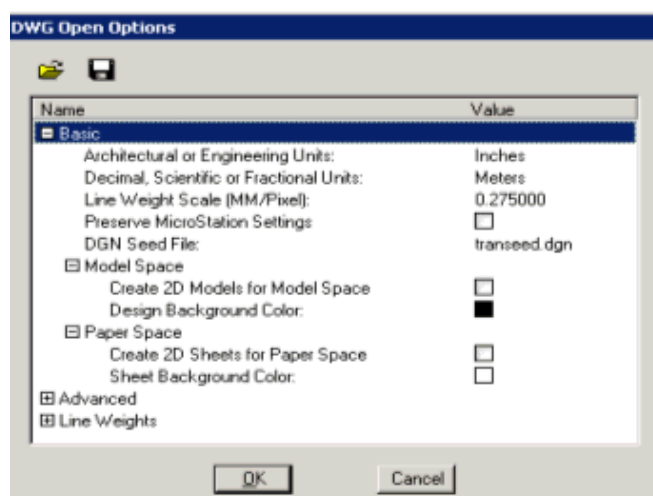 DWG Open Options
Name Value
Basic
Architectural or Engineering Units: Inches
Decimal, Scientific or Fractional Units: Meters
Line Weight Scale (MM/Pixel): 0.275000
Preserve MicroStation Settings
DGN Seed File: transeed.dgn
Model Space
Create 2D Models for Model Space
Design Background Color:
Paper Space
Create 2D Sheets for Paper Space
Sheet Background Color:
Advanced
Line Weights
OK Cancel